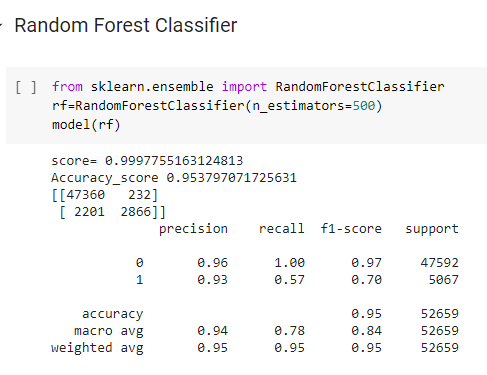 Random Forest Classifier
[ ] from sklearn.ensemble import RandomForestClassifier
rf=RandomForestClassifier(n_estimators=500)
model(rf)
score= 0.9997755163124813
Accuracy_score 0.953797071725631
[[47360   232]
 [ 2201  2866]]
              precision    recall  f1-score   support
           0       0.96      1.00      0.97     47592
           1       0.93      0.57      0.70      5067
    accuracy                           0.95     52659
   macro avg       0.94      0.78      0.84     52659
weighted avg       0.95      0.95      0.95     52659